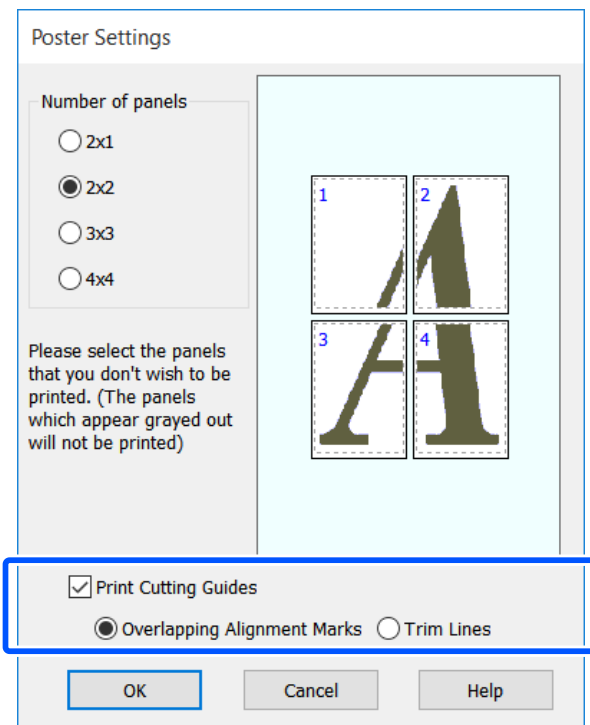 Poster Settings
Number of panels
2x1
2x2
3x3
4x4
1
2
3
4
Please select the panels
that you don't wish to be
printed. (The panels
which appear grayed out
will not be printed)
Print Cutting Guides
Overlapping Alignment Marks
Trim Lines
OK
Cancel
Help